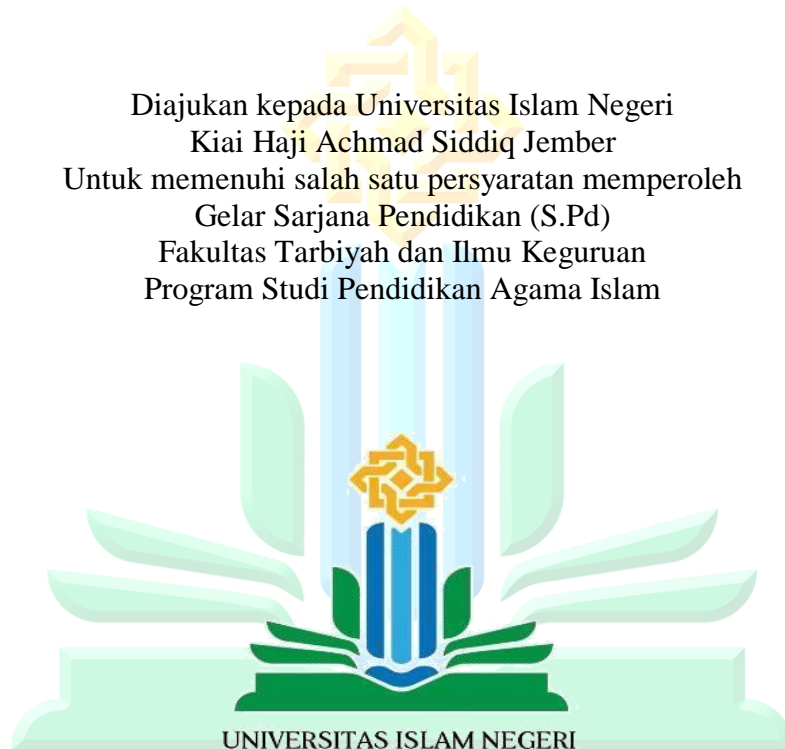 Diajukan kepada Universitas Islam Negeri
Kiai Haji Achmad Siddiq Jember
Untuk memenuhi salah satu persyaratan memperoleh
Gelar Sarjana Pendidikan (S.Pd)
Fakultas Tarbiyah dan Ilmu Keguruan
Program Studi Pendidikan Agama Islam
UNIVERSITAS ISLAM NEGERI